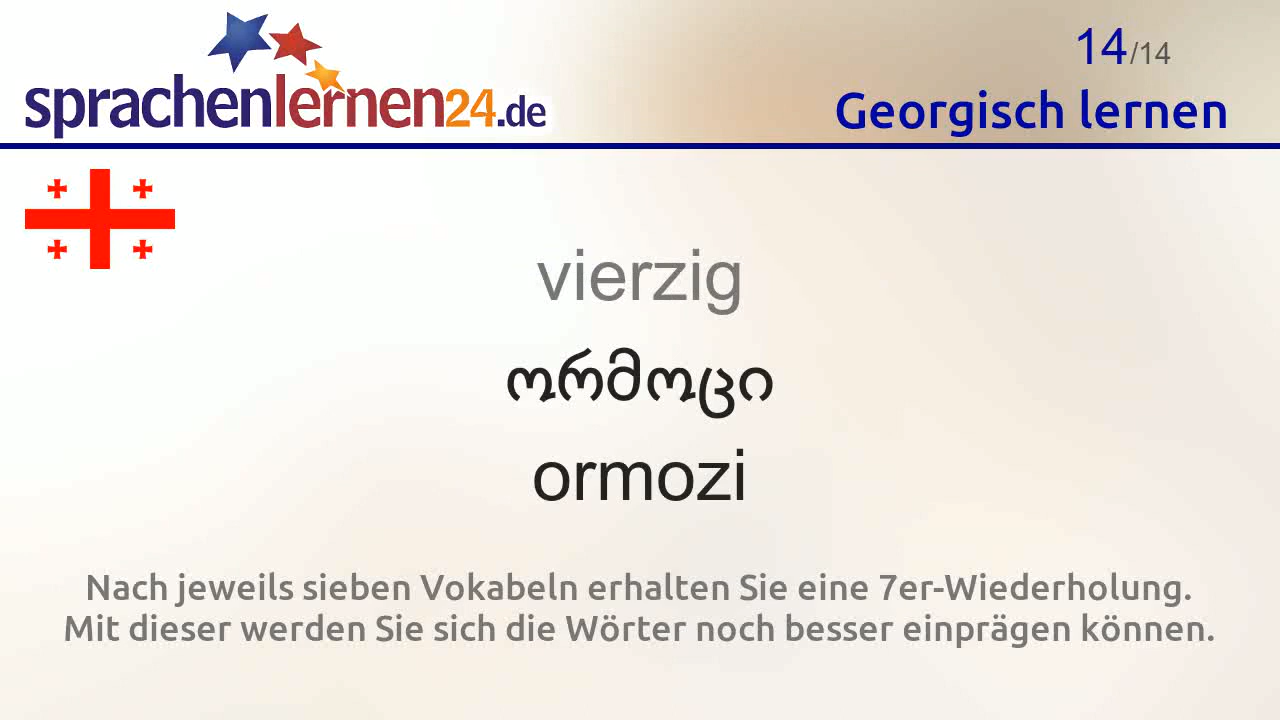 sprachenlernen24.de
14/14
Georgisch lernen
vierzig
ორმოცი
ormozi
Nach jeweils sieben Vokabeln erhalten Sie eine 7er-Wiederholung.
Mit dieser werden Sie sich die Wörter noch besser einprägen können.